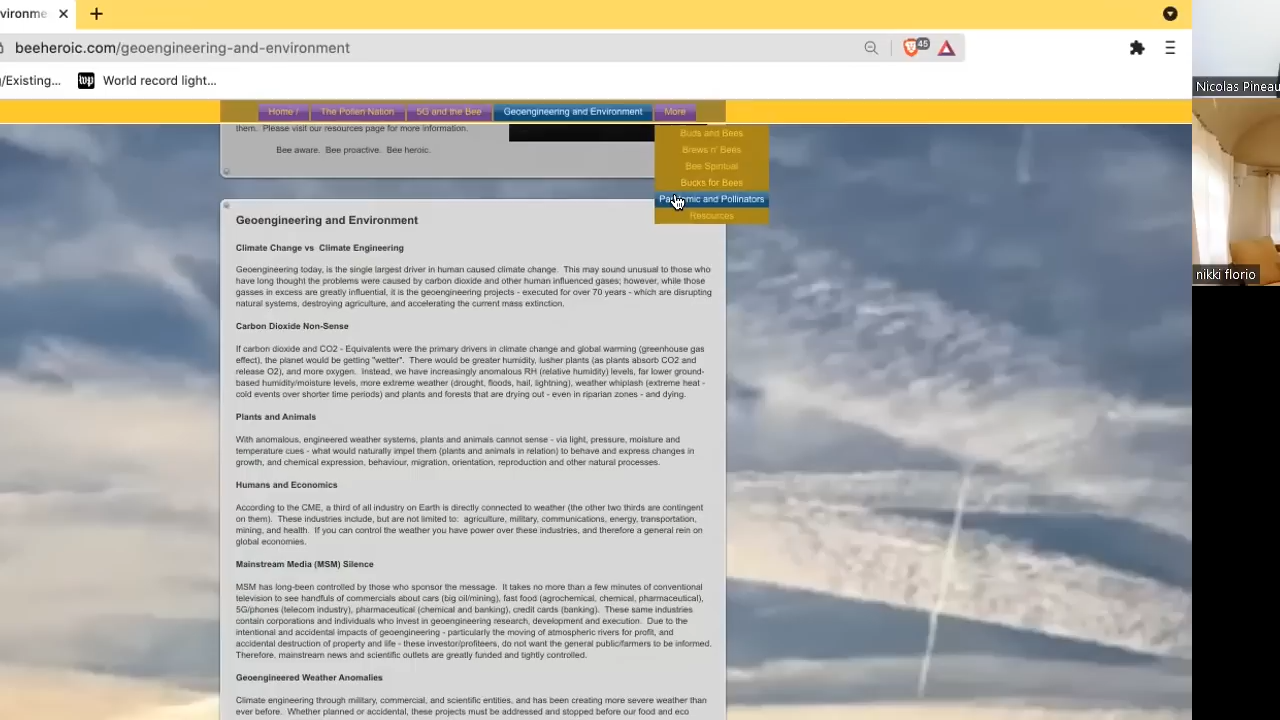 vironme
beeheroic.com/geoengineering-and-environment
45
/Existing...
World record light...
Nicolas Pineau
Home /
The Pollen Nation
5G and the Bee
Geoengineering and Environment
More
them. Please visit our resources page for more information.
Bee aware. Bee proactive. Bee heroic.
Buds and Bees
Brews n' Bees
Bee Spiritual
Bucks for Bees
and Pollinators
Resources
nikki florio
Geoengineering and Environment
Climate Change vs Climate Engineering
Geoengineering today, is the single largest driver in human caused climate change. This may sound unusual to those who
have long thought the problems were caused by carbon dioxide and other human influenced gases; however, while those
gasses in excess are greatly influential, it is the geoengineering projects - executed for over 70 years - which are disrupting
natural systems, destroying agriculture, and accelerating the current mass extinction.
Carbon Dioxide Non-Sense
If carbon dioxide and CO2 - Equivalents were the primary drivers in climate change and global warming (greenhouse gas
effect), the planet would be getting "wetter". There would be greater humidity, lusher plants (as plants absorb CO2 and
release O2), and more oxygen. Instead, we have increasingly anomalous RH (relative humidity) levels, far lower ground-
based humidity/moisture levels, more extreme weather (drought, floods, hail, lightning), weather whiplash (extreme heat -
cold events over shorter time periods) and plants and forests that are drying out - even in riparian zones - and dying.
Plants and Animals
With anomalous, engineered weather systems, plants and animals cannot sense - via light, pressure, moisture and
temperature cues - what would naturally impel them (plants and animals in relation) to behave and express changes in
growth, and chemical expression, behaviour, migration, orientation, reproduction and other natural processes.
Humans and Economics
According to the CME, a third of all industry on Earth is directly connected to weather (the other two thirds are contingent
on them). These industries include, but are not limited to: agriculture, military, communications, energy, transportation,
mining, and health. If you can control the weather you have power over these industries, and therefore a general rein on
global economies.
Mainstream Media (MSM) Silence
MSM has long-been controlled by those who sponsor the message. It takes no more than a few minutes of conventional
television to see handfuls of commercials about cars (big oil/mining), fast food (agrochemical, chemical, pharmaceutical),
5G/phones (telecom industry), pharmaceutical (chemical and banking), credit cards (banking). These same industries
contain corporations and individuals who invest in geoengineering research, development and execution. Due to the
intentional and accidental impacts of geoengineering - particularly the moving of atmospheric rivers for profit, and
accidental destruction of property and life - these investor/profiteers, do not want the general public/farmers to be informed.
Therefore, mainstream news and scientific outlets are greatly funded and tightly controlled.
Geoengineered Weather Anomalies
Climate engineering through military, commercial, and scientific entities, and has been creating more severe weather than
ever before. Whether planned or accidental, these projects must be addressed and stopped before our food and eco